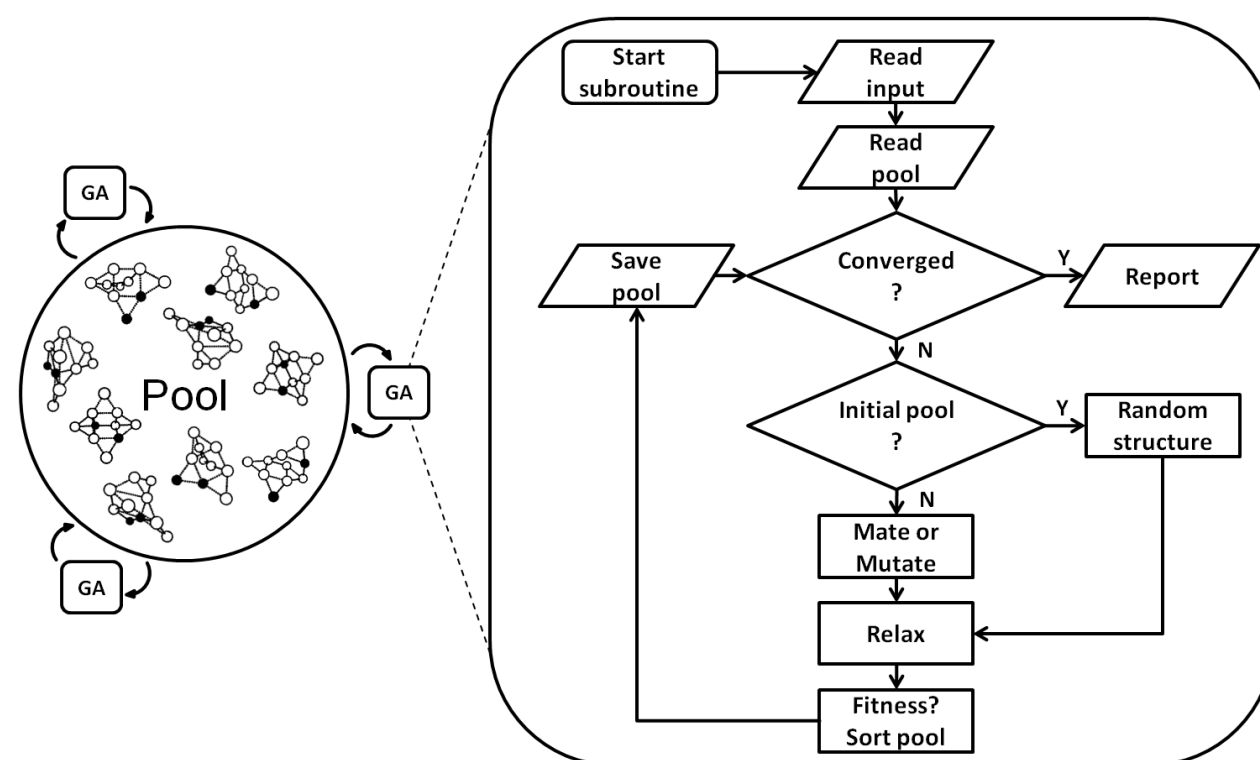 GA
Pool
GA
GA
Start
subroutine
Read
input
Read
pool
Save
pool
Converged
?
Y
Report
N
Initial pool
?
Y
Random
structure
N
Mate or
Mutate
Relax
Fitness?
Sort pool